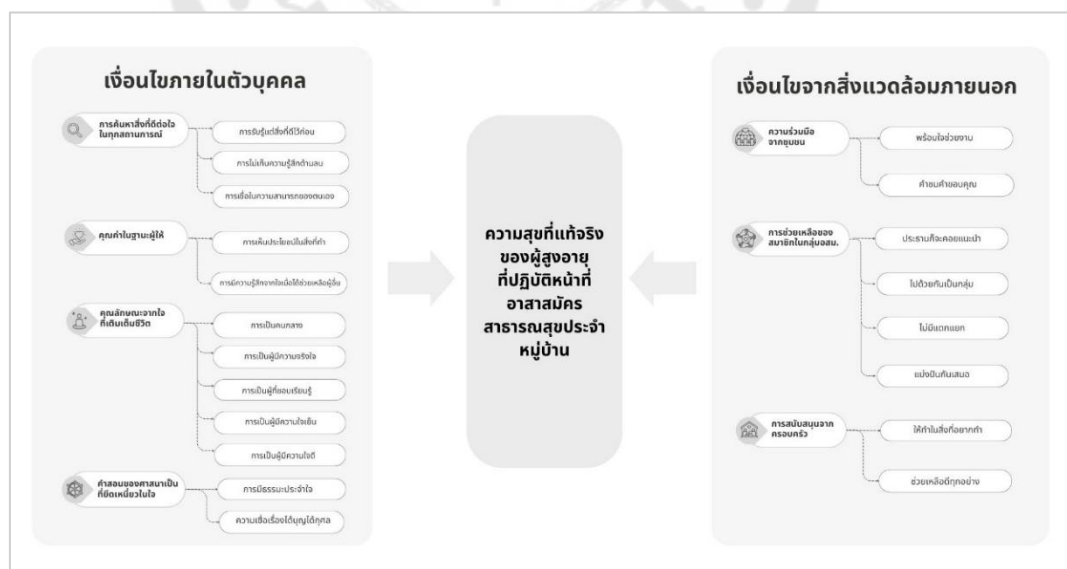 เงื่อนไขภายในตัวบุคคล
การค้นหาสิ่งที่ดีต่อใจ
ในทุกสถานการณ์
การรับรู้แต่สิ่งที่ดีไว้ก่อน
การไม่เก็บความรู้สึกด้านลบ
การเชื่อในความสามารถของตนเอง
คุณค่าในฐานะผู้ให้
การเห็นประโยชน์ในสิ่งที่ทำ
การมีความรู้สึกจากใจเมื่อได้ช่วยเหลือผู้อื่น
คุณลักษณะจากใจ
ที่เติมเต็มชีวิต
การเป็นคนกลาง
การเป็นผู้มีความจริงใจ
การเป็นผู้ที่ชอบเรียนรู้
การเป็นผู้มีความใจเย็น
การเป็นผู้มีความใจดี
คำสอนของศาสนาเป็น
ที่ยึดเหนี่ยวในใจ
การมีธรรมะประจำใจ
ความเชื่อเรื่องได้บุญได้กุศล
ความสุขที่แท้จริง
ของผู้สูงอายุ
ที่ปฏิบัติหน้าที่
อาสาสมัคร
สาธารณสุขประจำ
หมู่บ้าน
เงื่อนไขจากสิ่งแวดล้อมภายนอก
ความร่วมมือ
จากชุมชน
พร้อมใจช่วยงาน
คำชมคำขอบคุณ
การช่วยเหลือของ
สมาชิกในกลุ่มอสม.
ประธานก็จะคอยแนะนำ
ไปด้วยกันเป็นกลุ่ม
ไม่มีแตกแยก
แบ่งปันกันเสมอ
การสนับสนุนจาก
ครอบครัว
ให้ทำในสิ่งที่อยากทำ
ช่วยเหลือดีทุกอย่าง